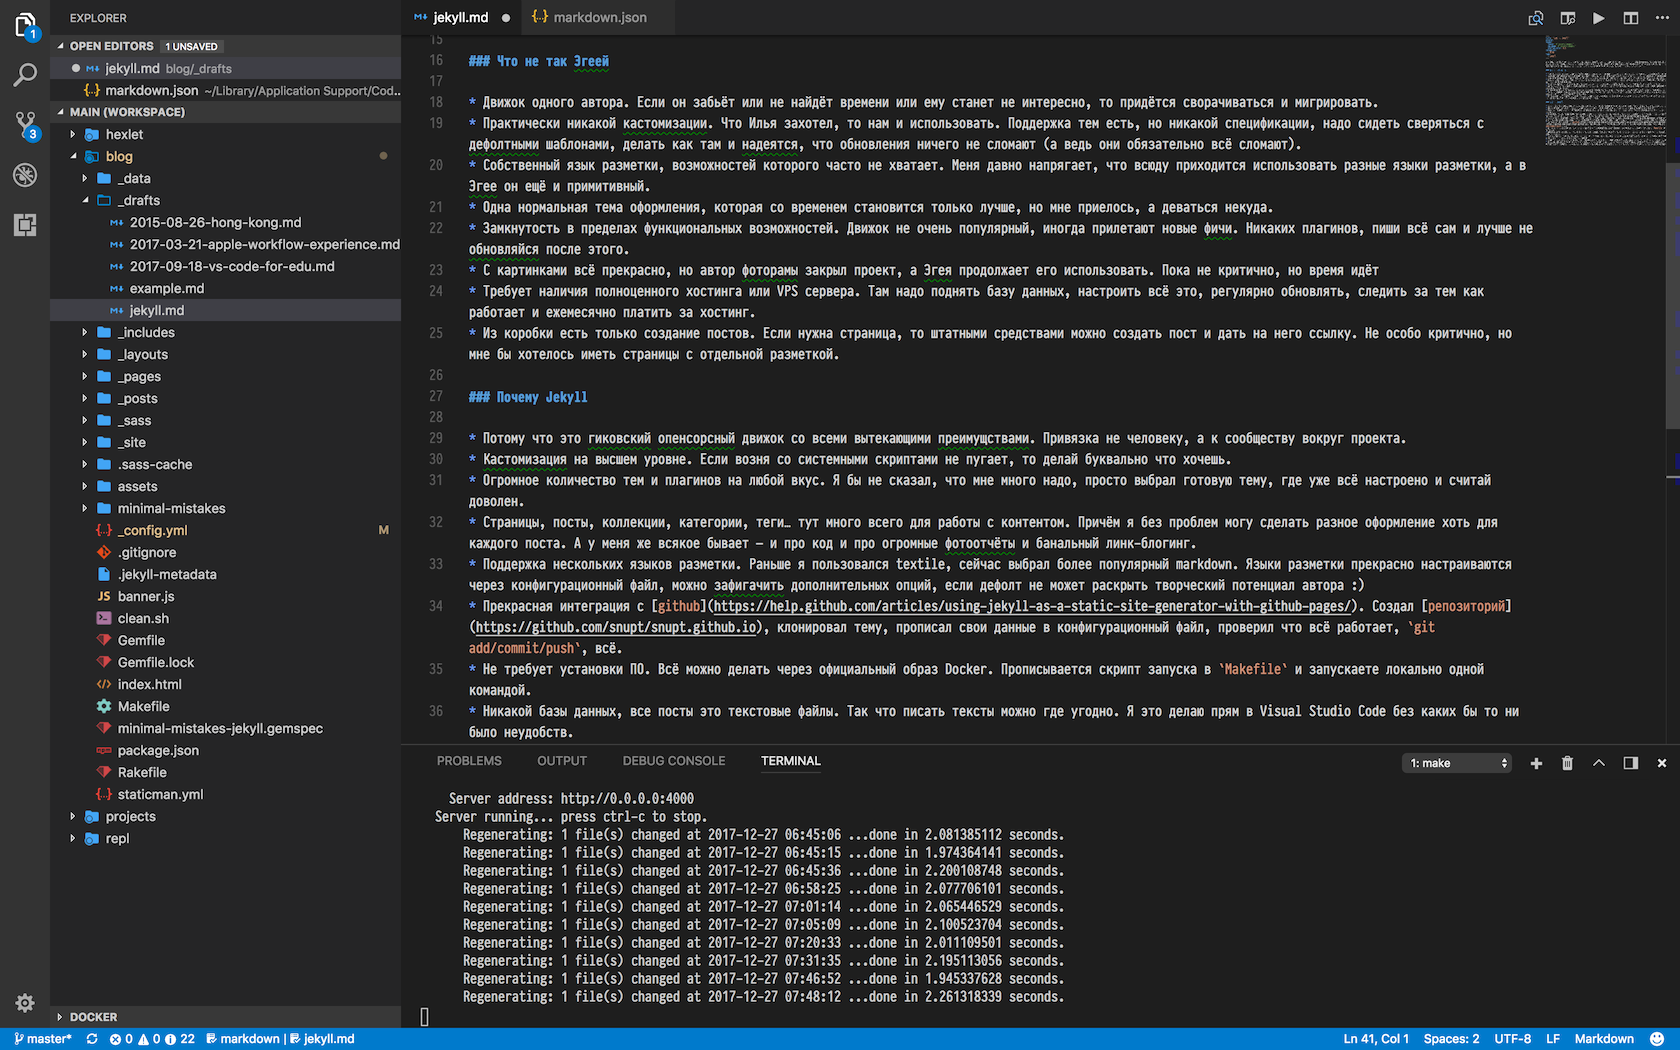 EXPLORER
OPEN EDITORS 1 UNSAVED
jekyll.md blog/_drafts
markdown.json ~/Library/Application Support/Cod...
MAIN (WORKSPACE)
hexlet
blog
_data
_drafts
2015-08-26-hong-kong.md
2017-03-21-apple-workflow-experience.md
2017-09-18-vs-code-for-edu.md
example.md
jekyll.md
_includes
_layouts
_pages
_posts
_sass
_site
.sass-cache
assets
minimal-mistakes
_config.yml M
.gitignore
.jekyll-metadata
banner.js
clean.sh
Gemfile
Gemfile.lock
index.html
Makefile
minimal-mistakes-jekyll.gemspec
package.json
Rakefile
staticman.yml
projects
repl
DOCKER
1
3
jekyll.md
markdown.json
15
16 ### Что не так Эгеей
17
18 * Движок одного автора. Если он забьёт или не найдёт времени или ему станет не интересно, то придётся сворачиваться и мигрировать.
19 * Практически никакой кастомизации. Что Илья захотел, то нам и использовать. Поддержка тем есть, но никакой спецификации, надо сидеть сверяться с
дефолтными шаблонами, делать как там и надеятся, что обновления ничего не сломают (а ведь они обязательно всё сломают).
20 * Собственный язык разметки, возможностей которого часто не хватает. Меня давно напрягает, что всюду приходится использовать разные языки разметки, а в
Эгее он ещё и примитивный.
21 * Одна нормальная тема оформления, которая со временем становится только лучше, но мне приелось, а деваться некуда.
22 * Замкнутость в пределах функциональных возможностей. Движок не очень популярный, иногда прилетают новые фичи. Никаких плагинов, пиши всё сам и лучше не
обновляйся после этого.
23 * С картинками всё прекрасно, но автор фоторамы закрыл проект, а Эгея продолжает его использовать. Пока не критично, но время идёт
24 * Требует наличия полноценного хостинга или VPS сервера. Там надо поднять базу данных, настроить всё это, регулярно обновлять, следить за тем как
работает и ежемесячно платить за хостинг.
25 * Из коробки есть только создание постов. Если нужна страница, то штатными средствами можно создать пост и дать на него ссылку. Не особо критично, но
мне бы хотелось иметь страницы с отдельной разметкой.
26
27 ### Почему Jekyll
28
29 * Потому что это гиковский опенсорсный движок со всеми вытекающими преимуществами. Привязка не человеку, а к сообществу вокруг проекта.
30 * Кастомизация на высшем уровне. Если возня со системными скриптами не пугает, то делай буквально что хочешь.
31 * Огромное количество тем и плагинов на любой вкус. Я бы не сказал, что мне много надо, просто выбрал готовую тему, где уже всё настроено и считай
доволен.
32 * Страницы, посты, коллекции, категории, теги… тут много всего для работы с контентом. Причём я без проблем могу сделать разное оформление хоть для
каждого поста. А у меня же всякое бывает — и про код и про огромные фотоотчёты и банальный линк-блогинг.
33 * Поддержка нескольких языков разметки. Раньше я пользовался textile, сейчас выбрал более популярный markdown. Языки разметки прекрасно настраиваются
через конфигурационный файл, можно зафигачить дополнительных опций, если дефолт не может раскрыть творческий потенциал автора :)
34 * Прекрасная интеграция с [github](https://help.github.com/articles/using-jekyll-as-a-static-site-generator-with-github-pages/). Создал [репозиторий]
(https://github.com/snupt/snupt.github.io), клонировал тему, прописал свои данные в конфигурационный файл, проверил что всё работает, `git
add/commit/push`, всё.
35 * Не требует установки ПО. Всё можно делать через официальный образ Docker. Прописывается скрипт запуска в `Makefile` и запускаете локально одной
командой.
36 * Никакой базы данных, все посты это текстовые файлы. Так что писать тексты можно где угодно. Я это делаю прям в Visual Studio Code без каких бы то ни
было неудобств.
PROBLEMS OUTPUT DEBUG CONSOLE TERMINAL 1: make
Server address: http://0.0.0.0:4000
Server running... press ctrl-c to stop.
Regenerating: 1 file(s) changed at 2017-12-27 06:45:06 ...done in 2.081385112 seconds.
Regenerating: 1 file(s) changed at 2017-12-27 06:45:15 ...done in 1.974364141 seconds.
Regenerating: 1 file(s) changed at 2017-12-27 06:45:36 ...done in 2.200108748 seconds.
Regenerating: 1 file(s) changed at 2017-12-27 06:58:25 ...done in 2.077706101 seconds.
Regenerating: 1 file(s) changed at 2017-12-27 07:01:14 ...done in 2.065446529 seconds.
Regenerating: 1 file(s) changed at 2017-12-27 07:05:09 ...done in 2.100523704 seconds.
Regenerating: 1 file(s) changed at 2017-12-27 07:20:33 ...done in 2.011109501 seconds.
Regenerating: 1 file(s) changed at 2017-12-27 07:31:35 ...done in 2.195113056 seconds.
Regenerating: 1 file(s) changed at 2017-12-27 07:46:52 ...done in 1.945337628 seconds.
Regenerating: 1 file(s) changed at 2017-12-27 07:48:12 ...done in 2.261318339 seconds.
master* 0 0 22 markdown | jekyll.md Ln 41, Col 1 Spaces: 2 UTF-8 LF Markdown